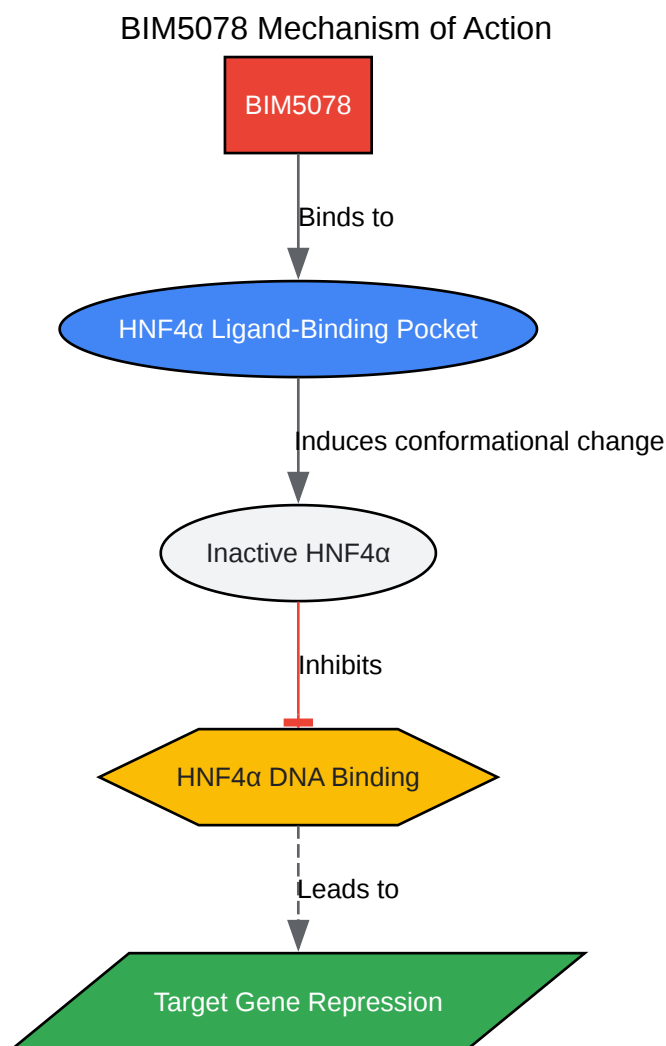 BIM5078 Mechanism of Action
BIM5078
Binds to
HNF4α Ligand-Binding Pocket
Induces conformational change
Inactive HNF4α
Inhibits
HNF4α DNA Binding
Leads to
Target Gene Repression